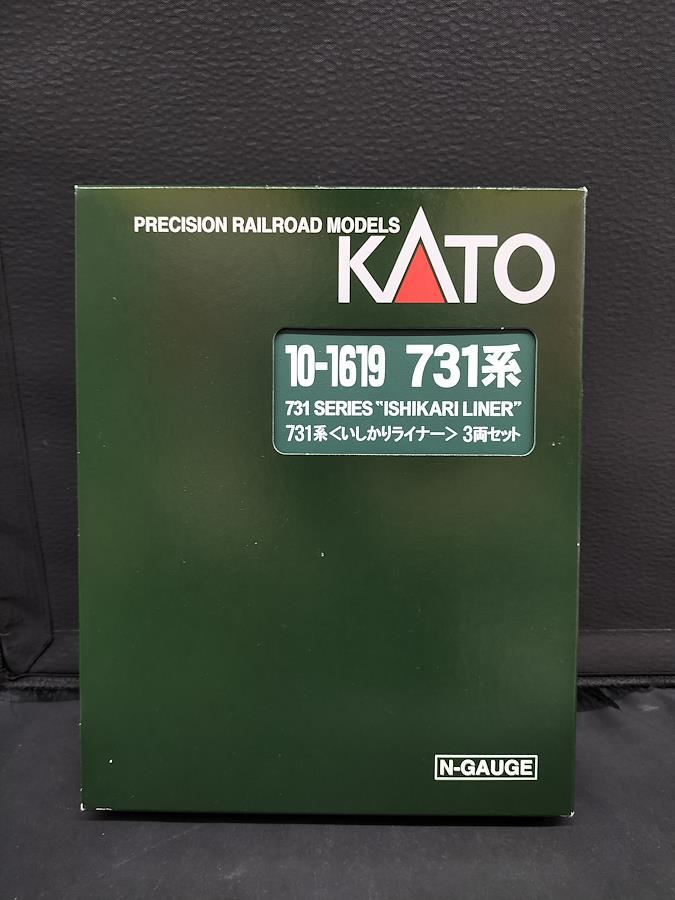 PRECISION RAILROAD MODELS
KATO
10-1619 731系
731 SERIES "ISHIKARI LINER"
731系<いしかりライナー> 3両セット
N-GAUGE